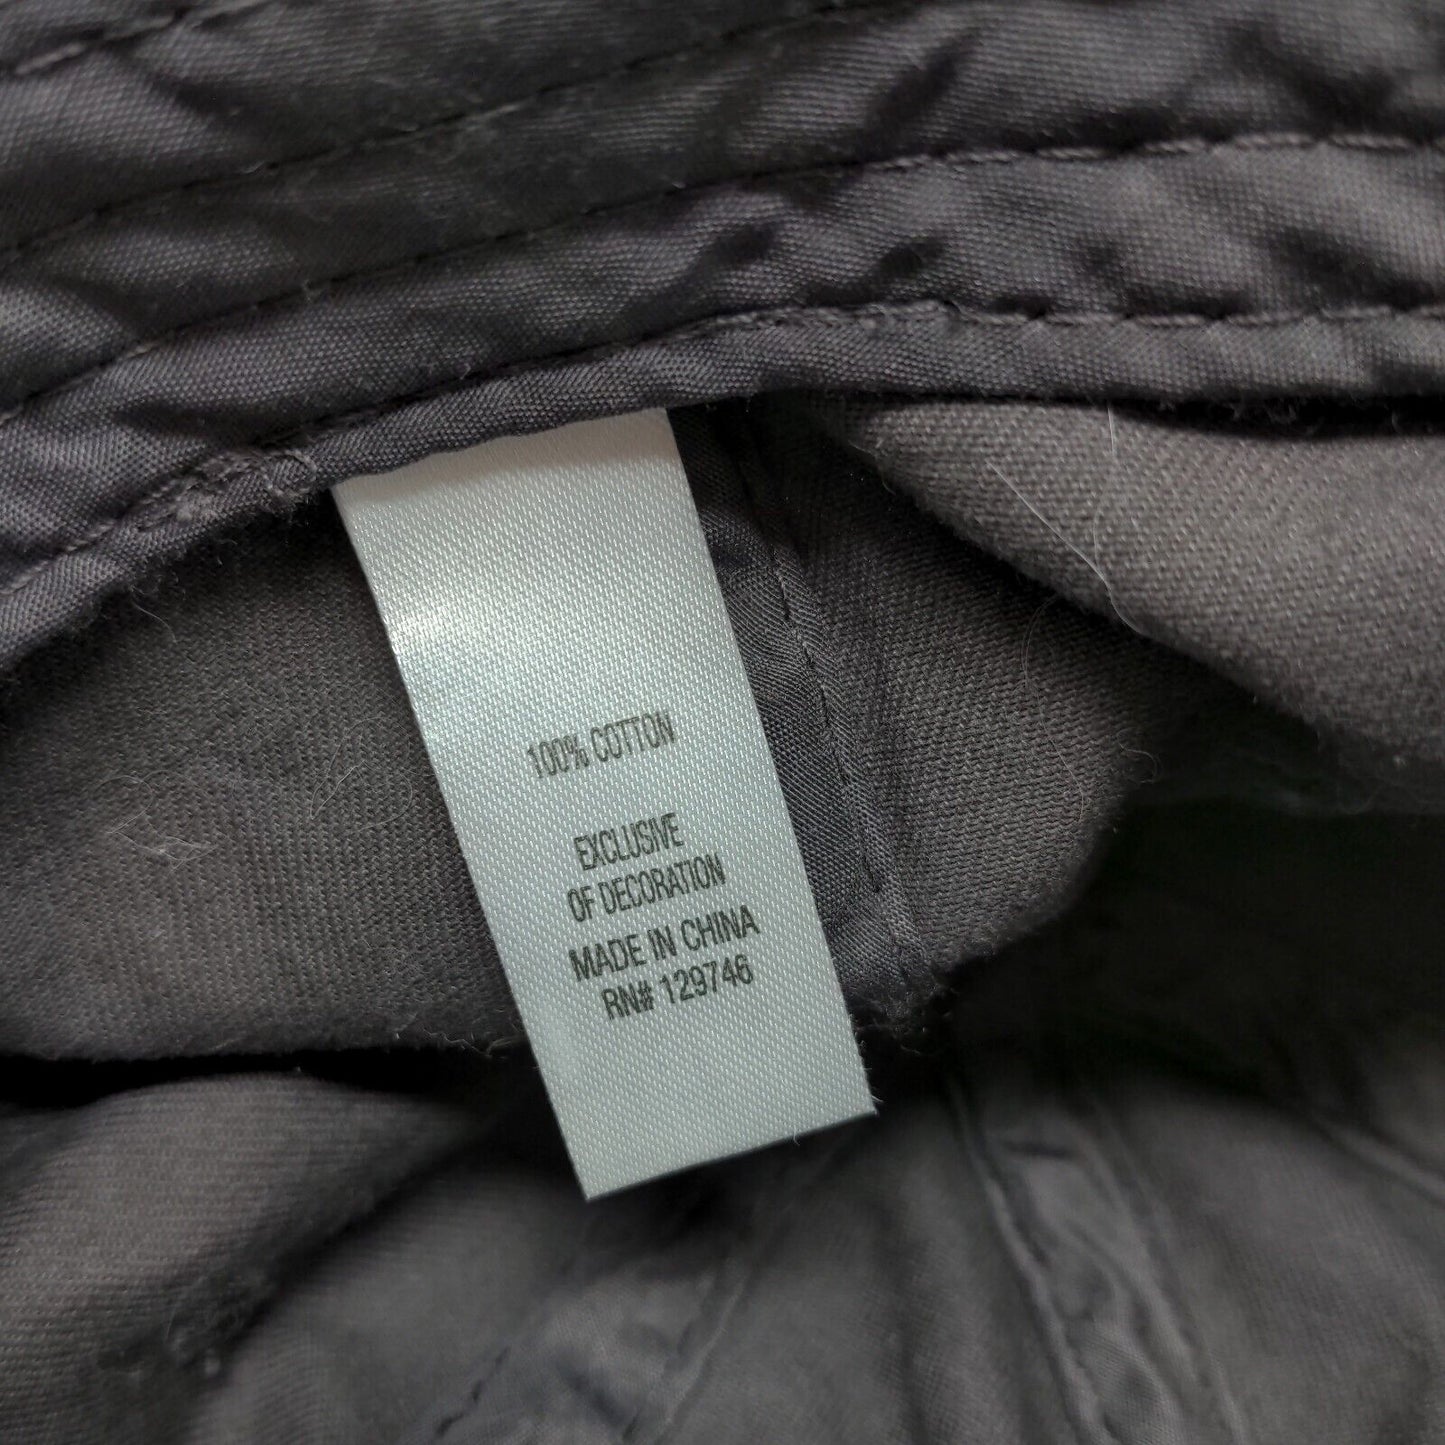 100% COTTON
EXCLUSIVE
OF DECORATION
MADE IN CHINA
RN# 129746